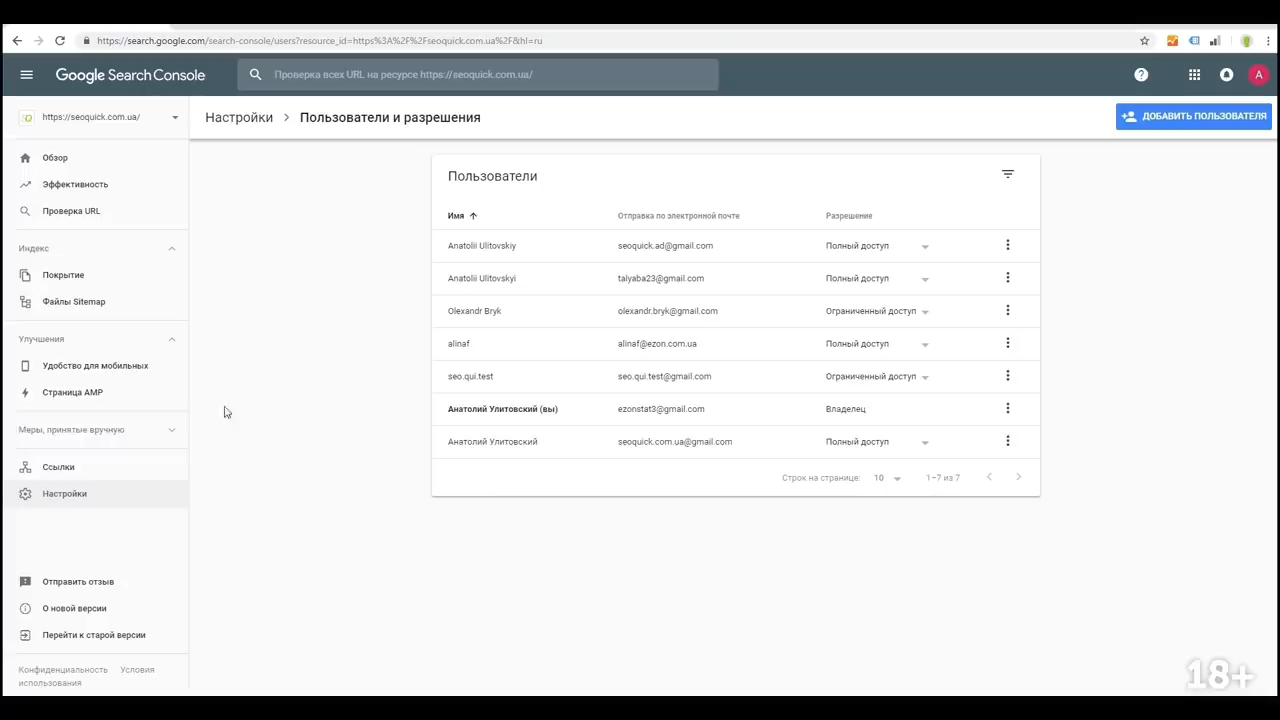 https://search.google.com/search-console/users?resource_id=https%3A%2F%2Fseoquick.com.ua%2F&hl=ru
Google Search Console
Проверка всех URL на ресурсе https://seoquick.com.ua/
A
https://seoquick.com.ua/
Настройки > Пользователи и разрешения
ДОБАВИТЬ ПОЛЬЗОВАТЕЛЯ
Обзор
Эффективность
Проверка URL
Индекс
Покрытие
Файлы Sitemap
Улучшения
Удобство для мобильных
Страница AMP
Меры, принятые вручную
Ссылки
Настройки
Отправить отзыв
О новой версии
Перейти к старой версии
Конфиденциальность Условия
использования
Пользователи
Имя Отправка по электронной почте Разрешение
Anatolii Ulitovskiy seoquick.ad@gmail.com Полный доступ
Anatolii Ulitovskyi talyaba23@gmail.com Полный доступ
Olexandr Bryk olexandr.bryk@gmail.com Ограниченный доступ
alinaf alinaf@ezon.com.ua Полный доступ
seo.qui.test seo.qui.test@gmail.com Ограниченный доступ
Анатолий Улитовский (вы) ezonstat3@gmail.com Владелец
Анатолий Улитовский seoquick.com.ua@gmail.com Полный доступ
Строк на странице: 10 1–7 из 7
18+